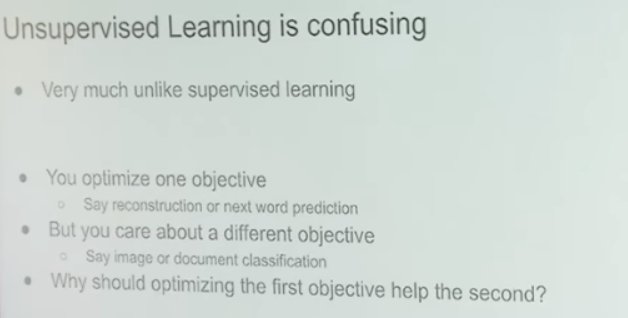 Unsupervised Learning is confusing
• Very much unlike supervised learning
• You optimize one objective
○ Say reconstruction or next word prediction
• But you care about a different objective
○ Say image or document classification
• Why should optimizing the first objective help the second?